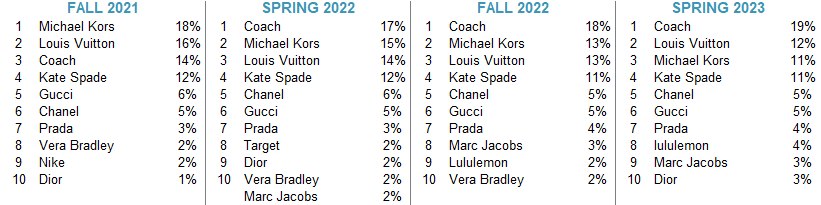 FALL 2021
1 Michael Kors 18%
2 Louis Vuitton 16%
3 Coach 14%
4 Kate Spade 12%
5 Gucci 6%
6 Chanel 5%
7 Prada 3%
8 Vera Bradley 2%
9 Nike 2%
10 Dior 1%
SPRING 2022
1 Coach 17%
2 Michael Kors 15%
3 Louis Vuitton 14%
4 Kate Spade 12%
5 Chanel 6%
6 Gucci 5%
7 Prada 3%
8 Target 2%
9 Dior 2%
10 Vera Bradley 2%
Marc Jacobs 2%
FALL 2022
1 Coach 18%
2 Michael Kors 13%
3 Louis Vuitton 13%
4 Kate Spade 11%
5 Chanel 5%
6 Gucci 5%
7 Prada 4%
8 Marc Jacobs 3%
9 Lululemon 2%
10 Vera Bradley 2%
SPRING 2023
1 Coach 19%
2 Louis Vuitton 12%
3 Michael Kors 11%
4 Kate Spade 11%
5 Chanel 5%
6 Gucci 5%
7 Prada 4%
8 lululemon 4%
9 Marc Jacobs 3%
10 Dior 3%